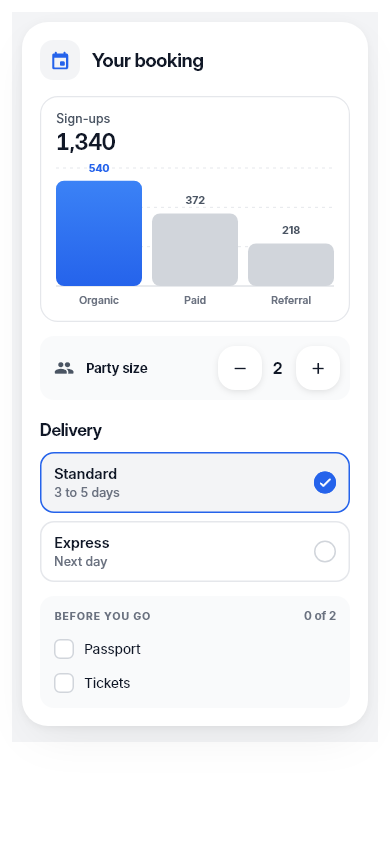 Your booking
Sign-ups
1,340
540
372
218
Organic
Paid
Referral
Party size
2
Delivery
Standard
3 to 5 days
Express
Next day
BEFORE YOU GO
0 of 2
Passport
Tickets